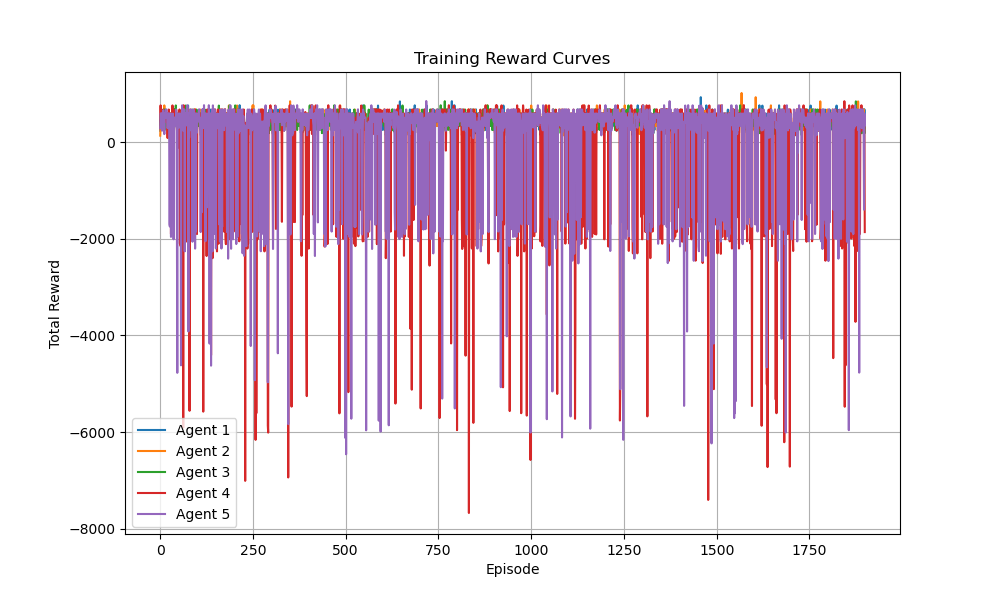 Training Reward Curves
Total Reward
0
−2000
−4000
−6000
−8000
Agent 1
Agent 2
Agent 3
Agent 4
Agent 5
0 250 500 750 1000 1250 1500 1750
Episode